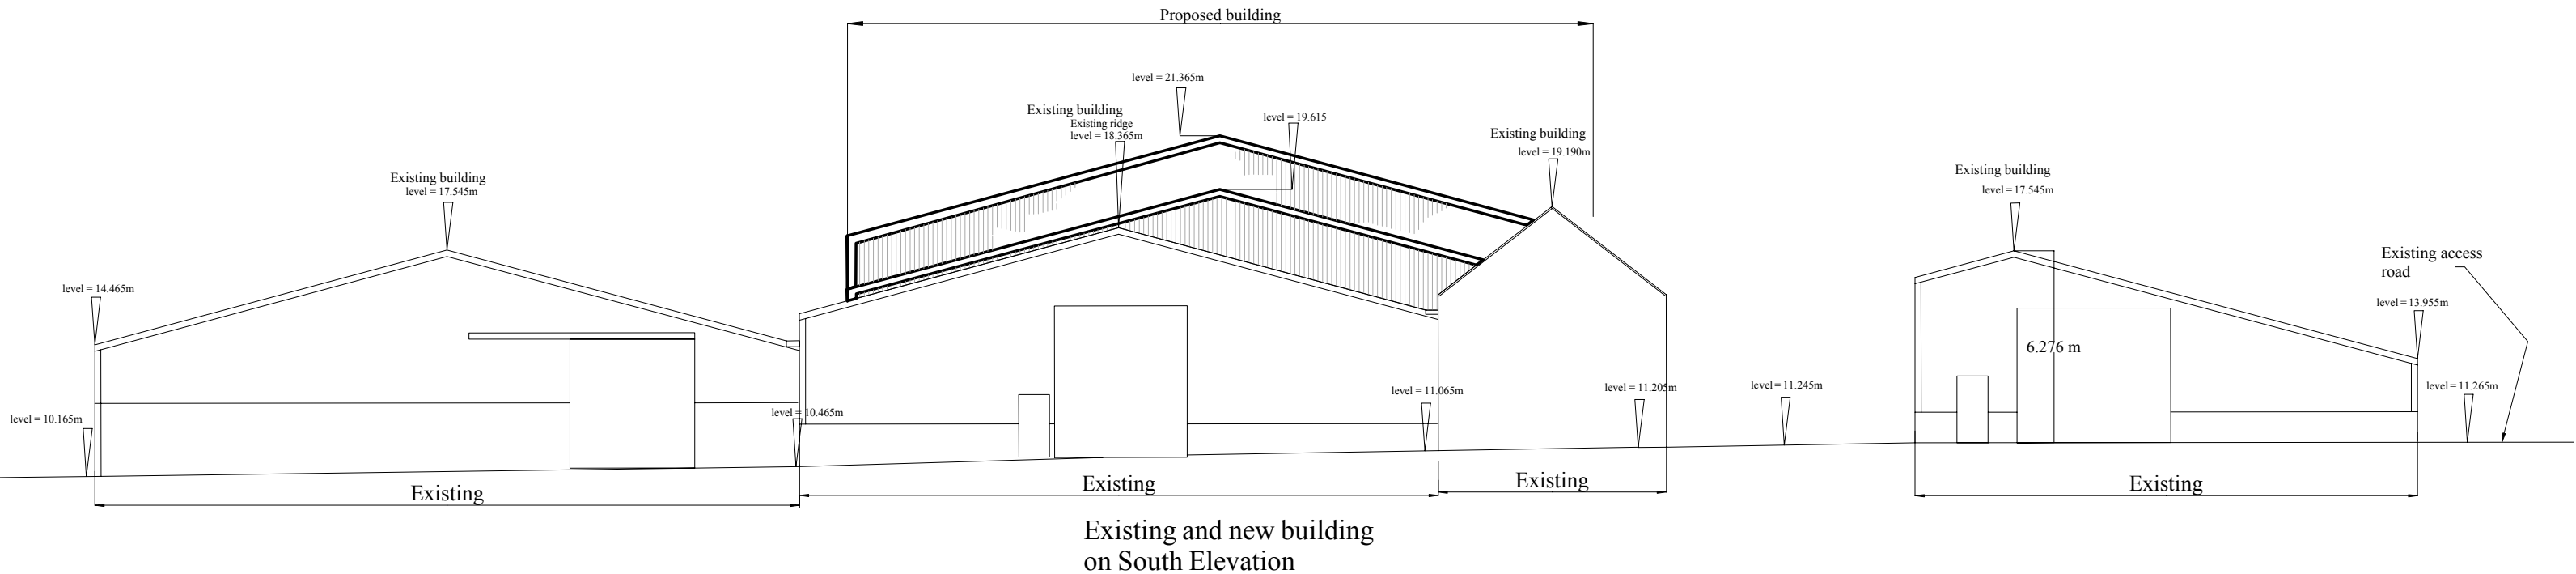 Proposed building
level = 21.365m
Existing building
Existing ridge
level = 18.365m
level = 19.615
Existing building
level = 19.190m
Existing building
level = 17.545m
Existing building
level = 17.545m
Existing access
road
level = 14.465m
level = 13.955m
6.276 m
level = 10.165m
level = 10.465m
level = 11.065m
level = 11.205m
level = 11.245m
level = 11.265m
Existing
Existing
Existing
Existing
Existing and new building
on South Elevation